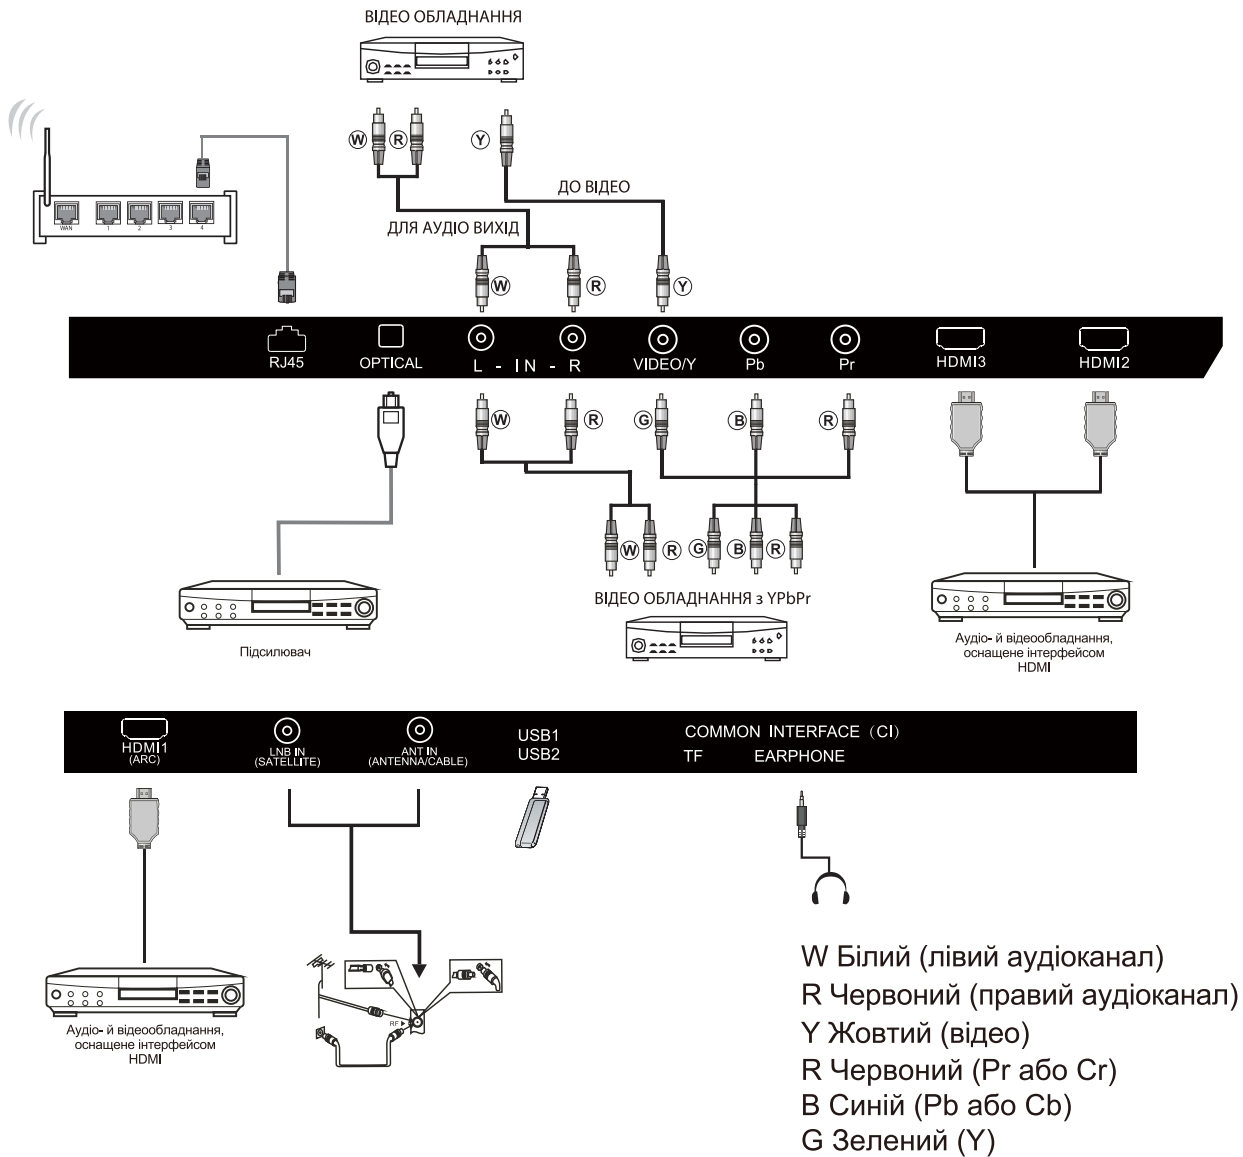 ВІДЕО ОБЛАДНАННЯ
W R Y
ДО ВІДЕО
ДЛЯ АУДІО ВИХІД
WAN 1 2 3 4
W R Y
RJ45 OPTICAL L - IN - R VIDEO/Y Pb Pr HDMI3 HDMI2
W R G B R
W R G B R
ВІДЕО ОБЛАДНАННЯ з YPbPr
Підсилювач
Аудіо- й відеообладнання,
оснащене інтерфейсом
HDMI
HDMI1
(ARC)
LNB IN
(SATELLITE)
ANT IN
(ANTENNA/CABLE)
USB1
USB2
COMMON INTERFACE (CI)
TF EARPHONE
RF
Аудіо- й відеообладнання,
оснащене інтерфейсом
HDMI
W Білий (лівий аудіоканал)
R Червоний (правий аудіоканал)
Y Жовтий (відео)
R Червоний (Pr або Cr)
B Синій (Pb або Cb)
G Зелений (Y)